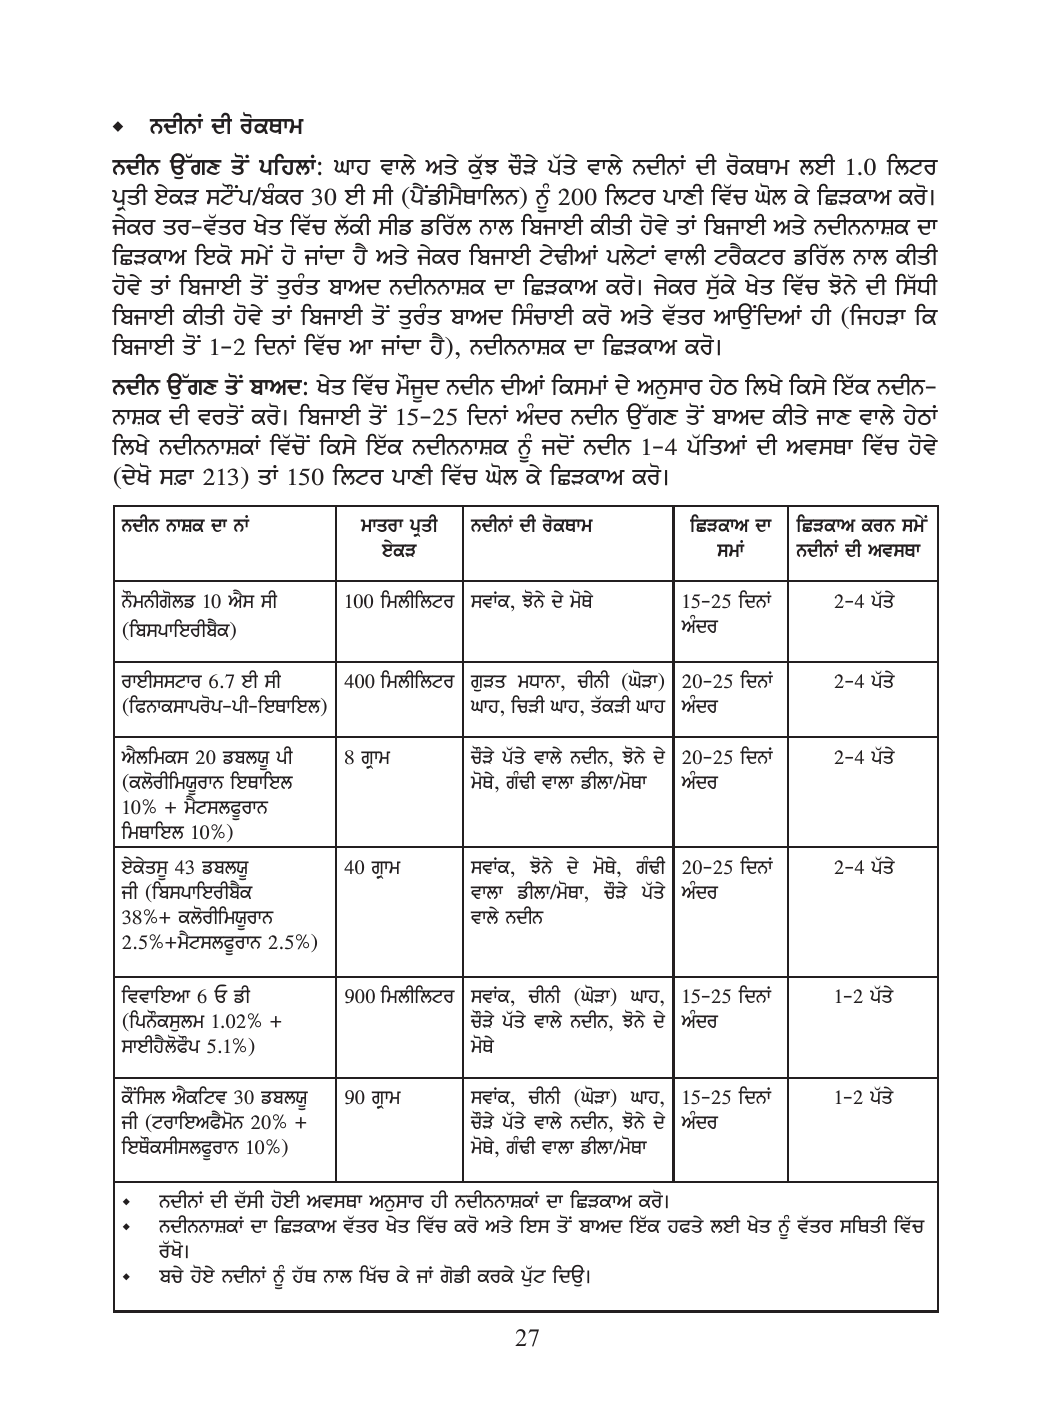 ◆ ਨਦੀਨਾਂ ਦੀ ਰੋਕਥਾਮ
ਨਦੀਨ ਉੱਗਣ ਤੋਂ ਪਹਿਲਾਂ: ਘਾਹ ਵਾਲੇ ਅਤੇ ਕੁੱਝ ਚੌੜੇ ਪੱਤੇ ਵਾਲੇ ਨਦੀਨਾਂ ਦੀ ਰੋਕਥਾਮ ਲਈ 1.0 ਲਿਟਰ
ਪ੍ਰਤੀ ਏਕੜ ਸਟੌਂਪ/ਬੰਕਰ 30 ਈ ਸੀ (ਪੈਂਡੀਮੈਥਾਲਿਨ) ਨੂੰ 200 ਲਿਟਰ ਪਾਣੀ ਵਿੱਚ ਘੋਲ ਕੇ ਛਿੜਕਾਅ ਕਰੋ।
ਜੇਕਰ ਤਰ-ਵੱਤਰ ਖੇਤ ਵਿੱਚ ਲੱਕੀ ਸੀਡ ਡਰਿੱਲ ਨਾਲ ਬਿਜਾਈ ਕੀਤੀ ਹੋਵੇ ਤਾਂ ਬਿਜਾਈ ਅਤੇ ਨਦੀਨਨਾਸ਼ਕ ਦਾ
ਛਿੜਕਾਅ ਇਕੋ ਸਮੇਂ ਹੋ ਜਾਂਦਾ ਹੈ ਅਤੇ ਜੇਕਰ ਬਿਜਾਈ ਟੇਢੀਆਂ ਪਲੇਟਾਂ ਵਾਲੀ ਟਰੈਕਟਰ ਡਰਿੱਲ ਨਾਲ ਕੀਤੀ
ਹੋਵੇ ਤਾਂ ਬਿਜਾਈ ਤੋਂ ਤੁਰੰਤ ਬਾਅਦ ਨਦੀਨਨਾਸ਼ਕ ਦਾ ਛਿੜਕਾਅ ਕਰੋ। ਜੇਕਰ ਸੁੱਕੇ ਖੇਤ ਵਿੱਚ ਝੋਨੇ ਦੀ ਸਿੱਧੀ
ਬਿਜਾਈ ਕੀਤੀ ਹੋਵੇ ਤਾਂ ਬਿਜਾਈ ਤੋਂ ਤੁਰੰਤ ਬਾਅਦ ਸਿੰਚਾਈ ਕਰੋ ਅਤੇ ਵੱਤਰ ਆਉਂਦਿਆਂ ਹੀ (ਜਿਹੜਾ ਕਿ
ਬਿਜਾਈ ਤੋਂ 1-2 ਦਿਨਾਂ ਵਿੱਚ ਆ ਜਾਂਦਾ ਹੈ), ਨਦੀਨਨਾਸ਼ਕ ਦਾ ਛਿੜਕਾਅ ਕਰੋ।
ਨਦੀਨ ਉੱਗਣ ਤੋਂ ਬਾਅਦ: ਖੇਤ ਵਿੱਚ ਮੌਜੂਦ ਨਦੀਨ ਦੀਆਂ ਕਿਸਮਾਂ ਦੇ ਅਨੁਸਾਰ ਹੇਠ ਲਿਖੇ ਕਿਸੇ ਇੱਕ ਨਦੀਨ-
ਨਾਸ਼ਕ ਦੀ ਵਰਤੋਂ ਕਰੋ। ਬਿਜਾਈ ਤੋਂ 15-25 ਦਿਨਾਂ ਅੰਦਰ ਨਦੀਨ ਉੱਗਣ ਤੋਂ ਬਾਅਦ ਕੀਤੇ ਜਾਣ ਵਾਲੇ ਹੇਠਾਂ
ਲਿਖੇ ਨਦੀਨਨਾਸ਼ਕਾਂ ਵਿੱਚੋਂ ਕਿਸੇ ਇੱਕ ਨਦੀਨਨਾਸ਼ਕ ਨੂੰ ਜਦੋਂ ਨਦੀਨ 1-4 ਪੱਤਿਆਂ ਦੀ ਅਵਸਥਾ ਵਿੱਚ ਹੋਵੇ
(ਦੇਖੋ ਸਫ਼ਾ 213) ਤਾਂ 150 ਲਿਟਰ ਪਾਣੀ ਵਿੱਚ ਘੋਲ ਕੇ ਛਿੜਕਾਅ ਕਰੋ।
ਨਦੀਨ ਨਾਸ਼ਕ ਦਾ ਨਾਂ ਮਾਤਰਾ ਪ੍ਰਤੀ ਨਦੀਨਾਂ ਦੀ ਰੋਕਥਾਮ ਛਿੜਕਾਅ ਦਾ ਛਿੜਕਾਅ ਕਰਨ ਸਮੇਂ
ਏਕੜ ਸਮਾਂ ਨਦੀਨਾਂ ਦੀ ਅਵਸਥਾ
ਨੌਮਨੀਗੋਲਡ 10 ਐਸ ਸੀ 100 ਮਿਲੀਲਿਟਰ ਸਵਾਂਕ, ਝੋਨੇ ਦੇ ਮੋਥੇ 15-25 ਦਿਨਾਂ 2-4 ਪੱਤੇ
(ਬਿਸਪਾਇਰੀਬੈਕ) ਅੰਦਰ
ਰਾਈਸਸਟਾਰ 6.7 ਈ ਸੀ 400 ਮਿਲੀਲਿਟਰ ਗੁੜਤ ਮਧਾਨਾ, ਚੀਨੀ (ਘੋੜਾ) 20-25 ਦਿਨਾਂ 2-4 ਪੱਤੇ
(ਫਿਨਾਕਸਾਪਰੋਪ-ਪੀ-ਇਥਾਇਲ) ਘਾਹ, ਚਿੜੀ ਘਾਹ, ਤੱਕੜੀ ਘਾਹ ਅੰਦਰ
ਐਲਮਿਕਸ 20 ਡਬਲਯੂ ਪੀ 8 ਗ੍ਰਾਮ ਚੌੜੇ ਪੱਤੇ ਵਾਲੇ ਨਦੀਨ, ਝੋਨੇ ਦੇ 20-25 ਦਿਨਾਂ 2-4 ਪੱਤੇ
(ਕਲੋਰੀਮਿਯੂਰਾਨ ਇਥਾਇਲ ਮੋਥੇ, ਗੰਢੀ ਵਾਲਾ ਡੀਲਾ/ਮੋਥਾ ਅੰਦਰ
10% + ਮੈਟਸਲਫੂਰਾਨ
ਮਿਥਾਇਲ 10%)
ਏਕੇਤਸੂ 43 ਡਬਲਯੂ 40 ਗ੍ਰਾਮ ਸਵਾਂਕ, ਝੋਨੇ ਦੇ ਮੋਥੇ, ਗੰਢੀ 20-25 ਦਿਨਾਂ 2-4 ਪੱਤੇ
ਜੀ (ਬਿਸਪਾਇਰੀਬੈਕ ਵਾਲਾ ਡੀਲਾ/ਮੋਥਾ, ਚੌੜੇ ਪੱਤੇ ਅੰਦਰ
38%+ ਕਲੋਰੀਮਿਯੂਰਾਨ ਵਾਲੇ ਨਦੀਨ
2.5%+ਮੈਟਸਲਫੂਰਾਨ 2.5%)
ਵਿਵਾਇਆ 6 ਓ ਡੀ 900 ਮਿਲੀਲਿਟਰ ਸਵਾਂਕ, ਚੀਨੀ (ਘੋੜਾ) ਘਾਹ, 15-25 ਦਿਨਾਂ 1-2 ਪੱਤੇ
(ਪਿਨੌਕਸੁਲਮ 1.02% + ਚੌੜੇ ਪੱਤੇ ਵਾਲੇ ਨਦੀਨ, ਝੋਨੇ ਦੇ ਅੰਦਰ
ਸਾਈਹੈਲੋਫੌਪ 5.1%) ਮੋਥੇ
ਕੌਂਸਿਲ ਐਕਟਿਵ 30 ਡਬਲਯੂ 90 ਗ੍ਰਾਮ ਸਵਾਂਕ, ਚੀਨੀ (ਘੋੜਾ) ਘਾਹ, 15-25 ਦਿਨਾਂ 1-2 ਪੱਤੇ
ਜੀ (ਟਰਾਇਅਫੈਮੋਨ 20% + ਚੌੜੇ ਪੱਤੇ ਵਾਲੇ ਨਦੀਨ, ਝੋਨੇ ਦੇ ਅੰਦਰ
ਇਥੌਕਸੀਸਲਫੂਰਾਨ 10%) ਮੋਥੇ, ਗੰਢੀ ਵਾਲਾ ਡੀਲਾ/ਮੋਥਾ
◆ ਨਦੀਨਾਂ ਦੀ ਦੱਸੀ ਹੋਈ ਅਵਸਥਾ ਅਨੁਸਾਰ ਹੀ ਨਦੀਨਨਾਸ਼ਕਾਂ ਦਾ ਛਿੜਕਾਅ ਕਰੋ।
◆ ਨਦੀਨਨਾਸ਼ਕਾਂ ਦਾ ਛਿੜਕਾਅ ਵੱਤਰ ਖੇਤ ਵਿੱਚ ਕਰੋ ਅਤੇ ਇਸ ਤੋਂ ਬਾਅਦ ਇੱਕ ਹਫਤੇ ਲਈ ਖੇਤ ਨੂੰ ਵੱਤਰ ਸਥਿਤੀ ਵਿੱਚ
ਰੱਖੋ।
◆ ਬਚੇ ਹੋਏ ਨਦੀਨਾਂ ਨੂੰ ਹੱਥ ਨਾਲ ਖਿੱਚ ਕੇ ਜਾਂ ਗੋਡੀ ਕਰਕੇ ਪੁੱਟ ਦਿਉ।
27